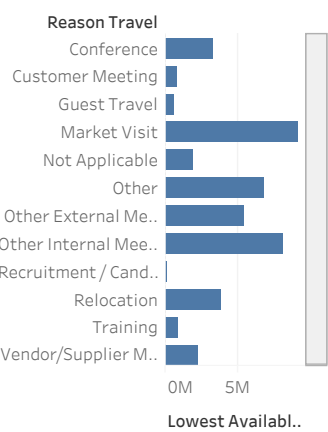 Reason Travel
Conference
Customer Meeting
Guest Travel
Market Visit
Not Applicable
Other
Other External Me..
Other Internal Mee..
Recruitment / Cand..
Relocation
Training
Vendor/Supplier M..
0M 5M
Lowest Availabl..